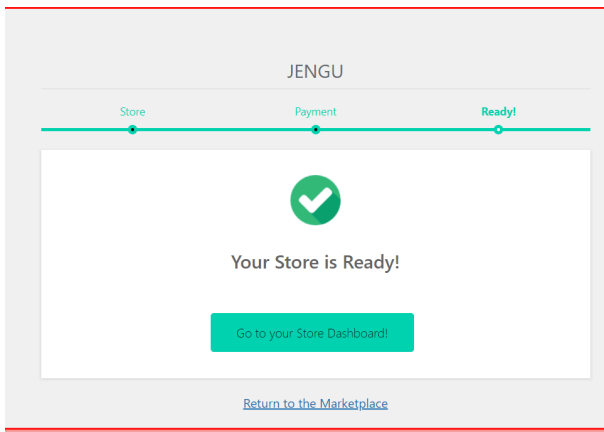 JENGU
Store Payment Ready!
Your Store is Ready!
Go to your Store Dashboard!
Return to the Marketplace